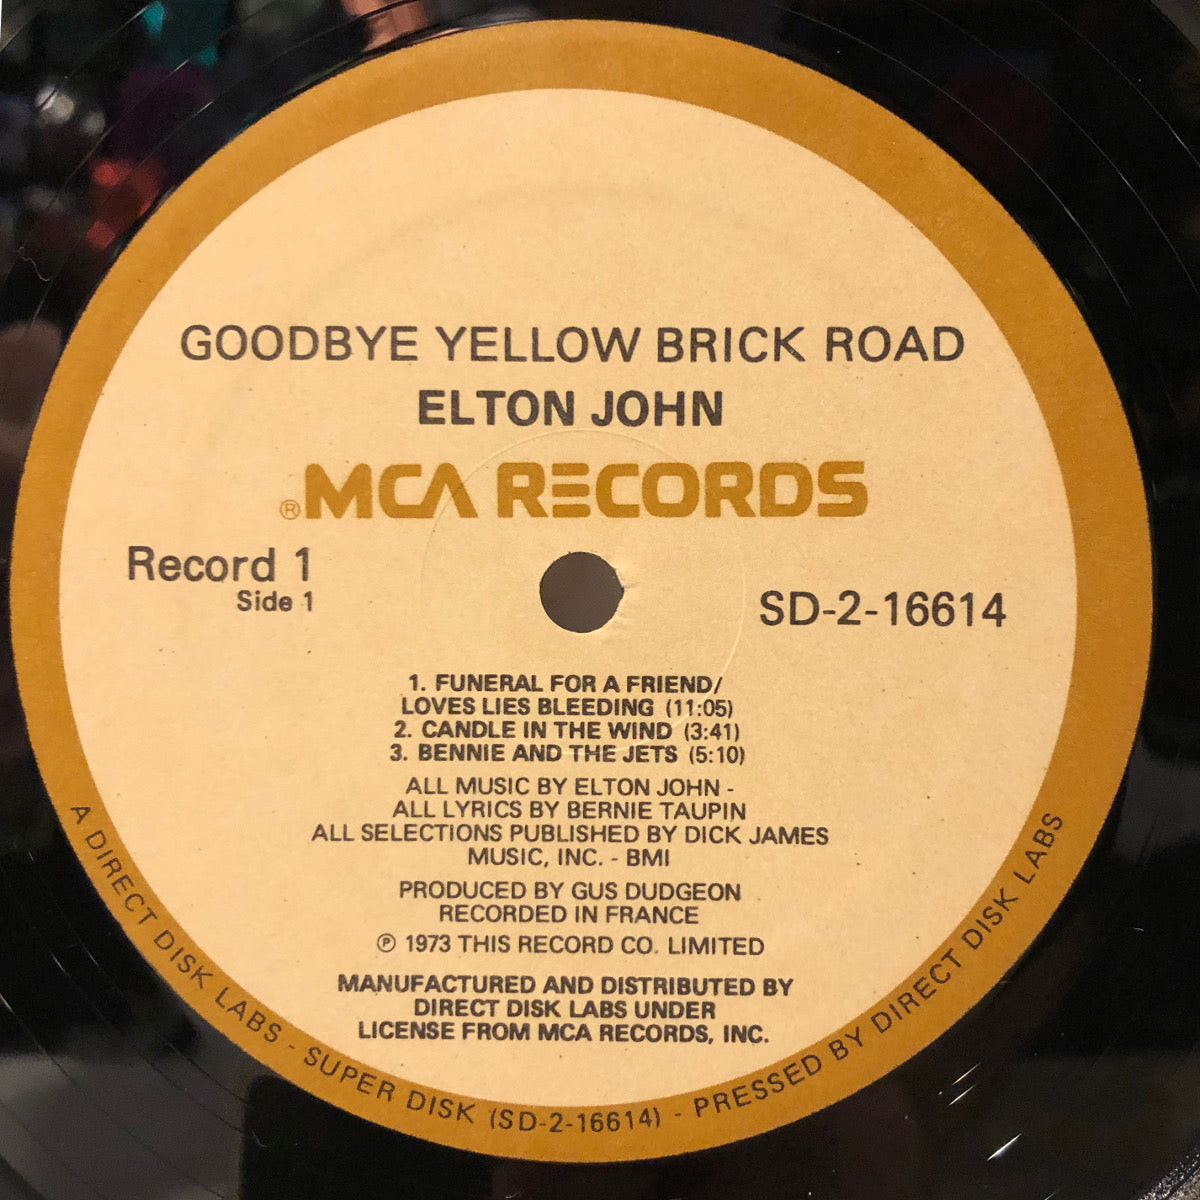 GOODBYE YELLOW BRICK ROAD
ELTON JOHN
®MCA RECORDS
Record 1
Side 1
SD-2-16614
1. FUNERAL FOR A FRIEND/
LOVES LIES BLEEDING (11:05)
2. CANDLE IN THE WIND (3:41)
3. BENNIE AND THE JETS (5:10)
ALL MUSIC BY ELTON JOHN -
ALL LYRICS BY BERNIE TAUPIN
ALL SELECTIONS PUBLISHED BY DICK JAMES
MUSIC, INC. - BMI
PRODUCED BY GUS DUDGEON
RECORDED IN FRANCE
℗ 1973 THIS RECORD CO. LIMITED
MANUFACTURED AND DISTRIBUTED BY
DIRECT DISK LABS UNDER
LICENSE FROM MCA RECORDS, INC.
A DIRECT DISK LABS - SUPER DISK (SD-2-16614) - PRESSED BY DIRECT DISK LABS